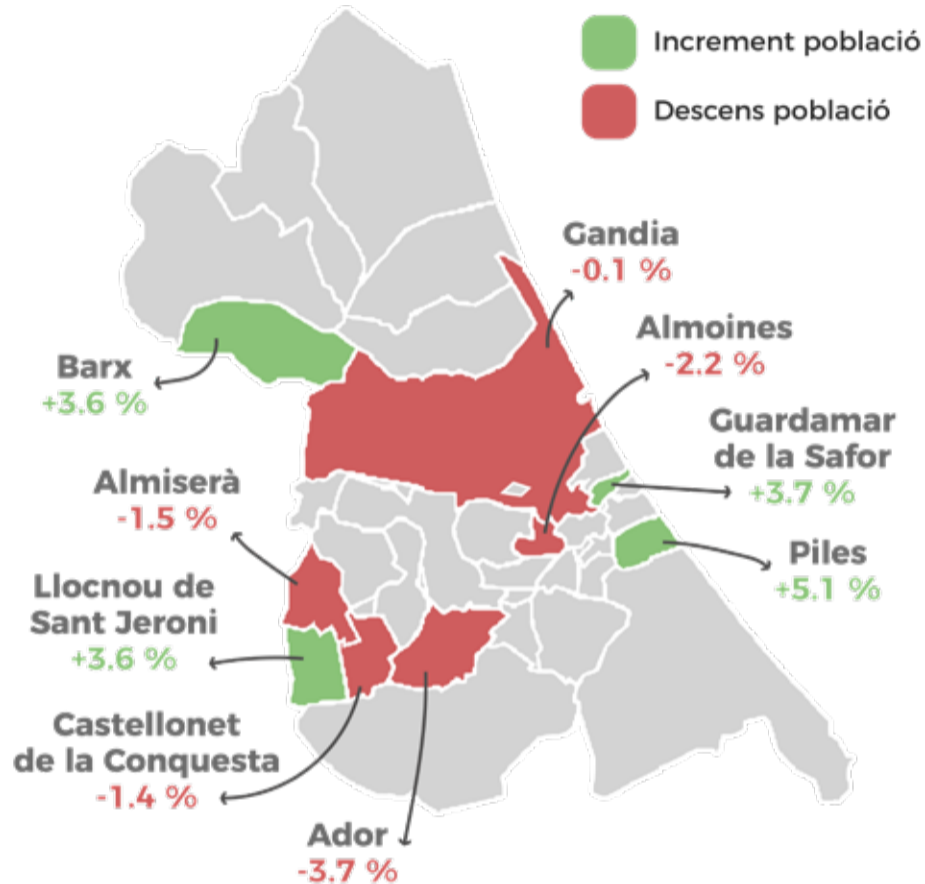 Increment població
Descens població
Gandia
-0.1 %
Almoines
-2.2 %
Barx
+3.6 %
Guardamar
de la Safor
+3.7 %
Almiserà
-1.5 %
Piles
+5.1 %
Llocnou de
Sant Jeroni
+3.6 %
Castellonet
de la Conquesta
-1.4 %
Ador
-3.7 %